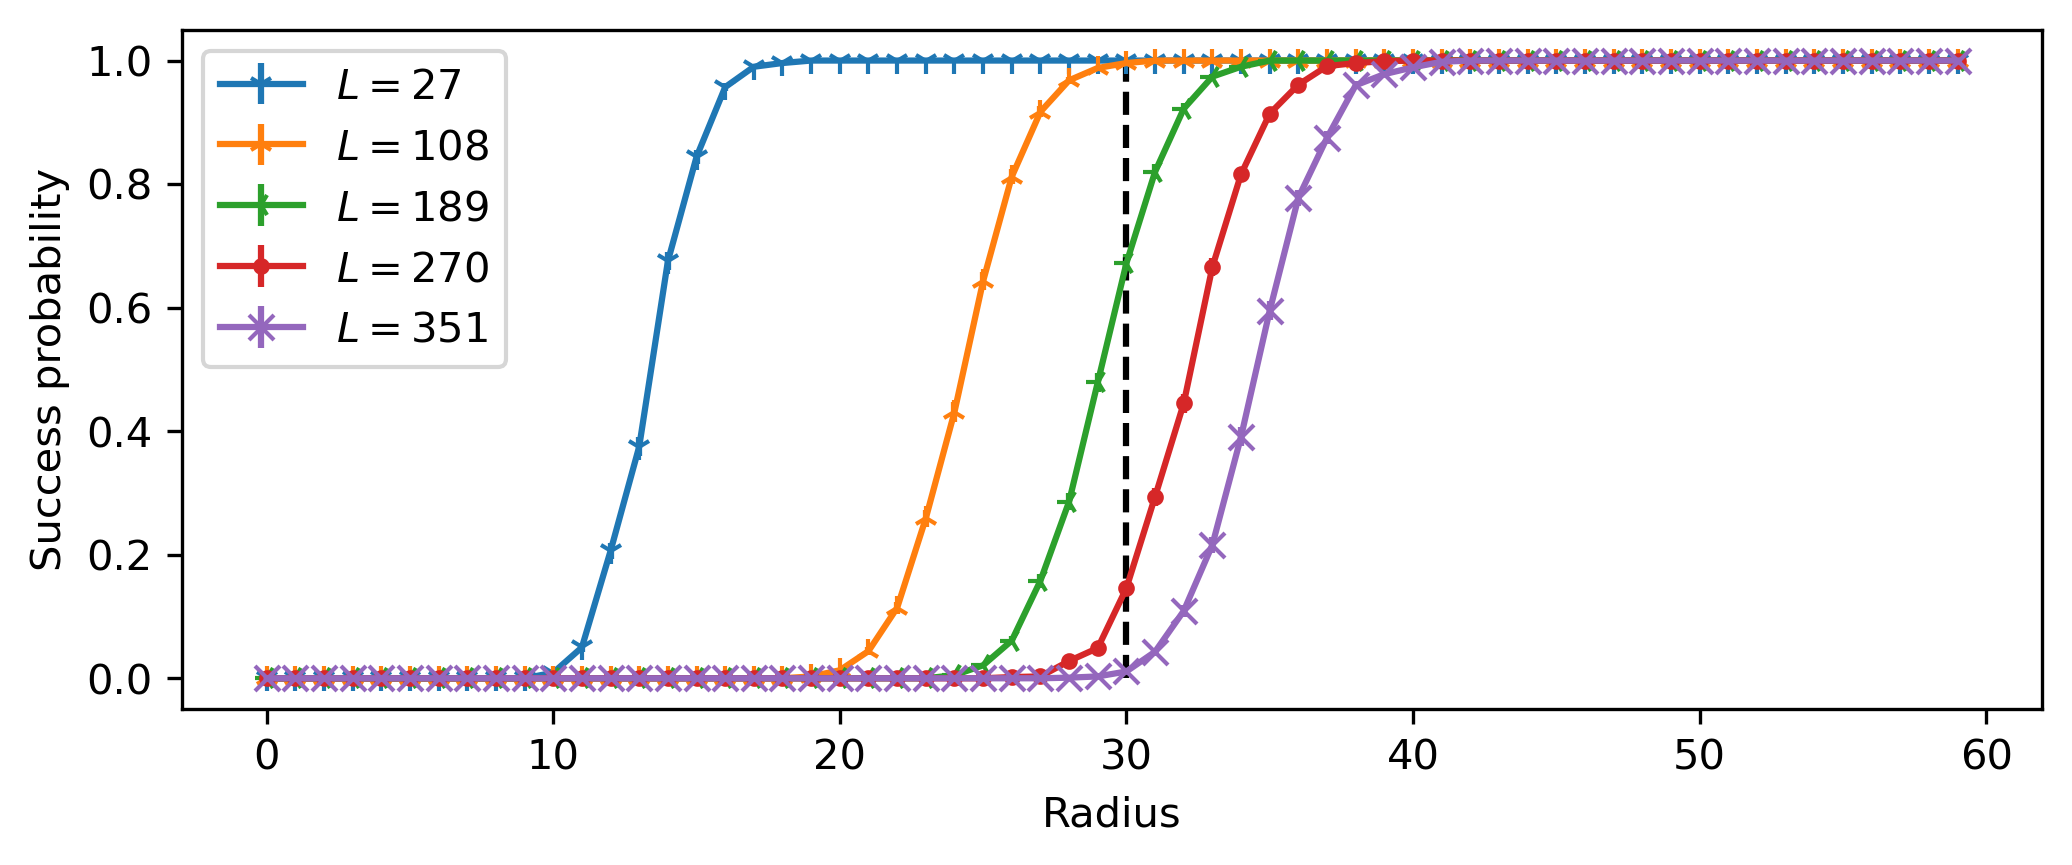 Success probability
1.0
0.8
0.6
0.4
0.2
0.0
L = 27
L = 108
L = 189
L = 270
L = 351
0 10 20 30 40 50 60
Radius